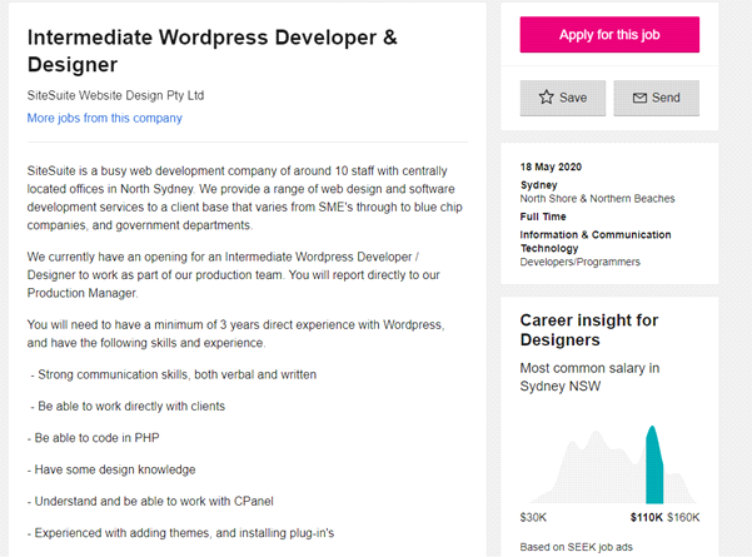 Intermediate Wordpress Developer &
Designer
SiteSuite Website Design Pty Ltd
More jobs from this company
SiteSuite is a busy web development company of around 10 staff with centrally
located offices in North Sydney. We provide a range of web design and software
development services to a client base that varies from SME's through to blue chip
companies, and government departments.
We currently have an opening for an Intermediate Wordpress Developer /
Designer to work as part of our production team. You will report directly to our
Production Manager.
You will need to have a minimum of 3 years direct experience with Wordpress,
and have the following skills and experience.
- Strong communication skills, both verbal and written
- Be able to work directly with clients
- Be able to code in PHP
- Have some design knowledge
- Understand and be able to work with CPanel
- Experienced with adding themes, and installing plug-in's
Apply for this job
Save
Send
18 May 2020
Sydney
North Shore & Northern Beaches
Full Time
Information & Communication
Technology
Developers/Programmers
Career insight for
Designers
Most common salary in
Sydney NSW
$30K $110K $160K
Based on SEEK job ads